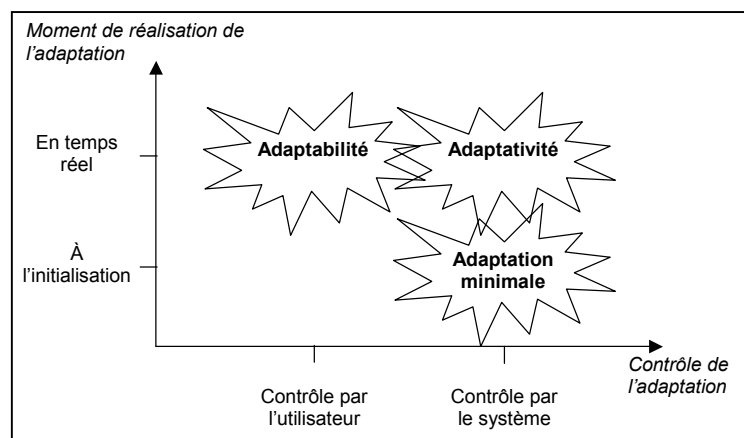 Moment de réalisation de
l’adaptation
En temps
réel
Adaptabilité
Adaptativité
À
l’initialisation
Adaptation
minimale
Contrôle de
l’adaptation
Contrôle par
l’utilisateur
Contrôle par
le système